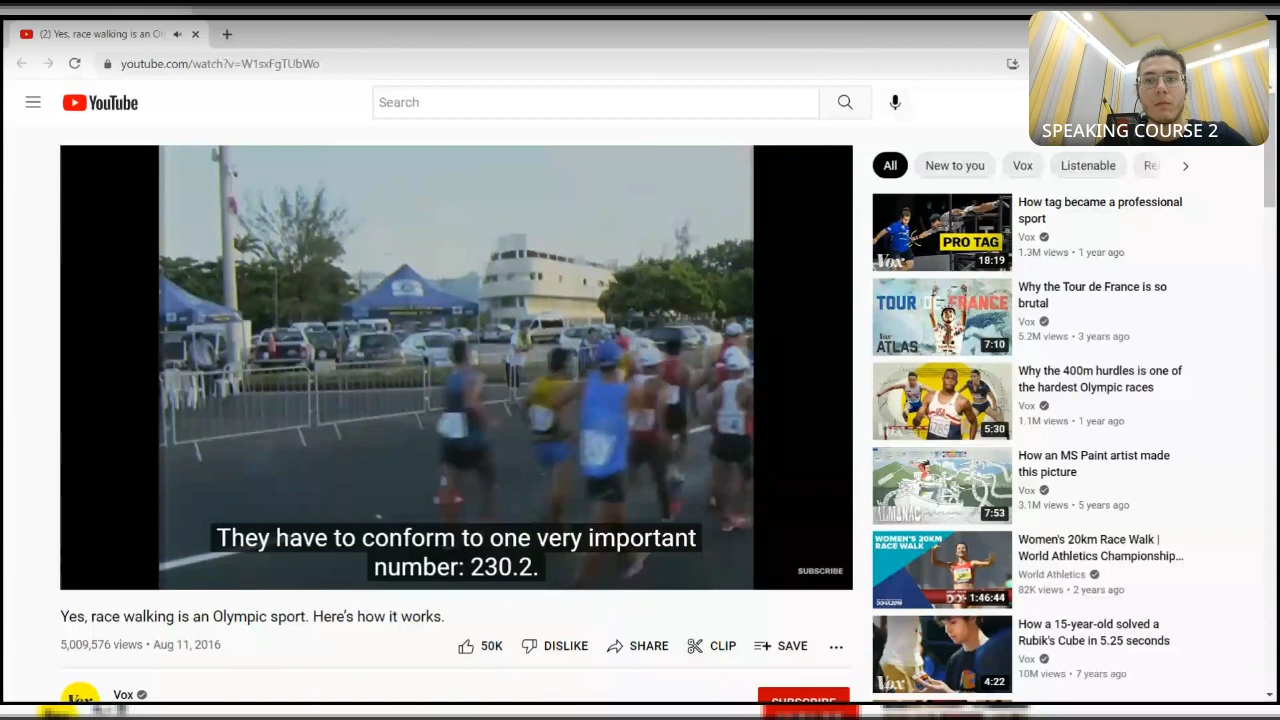 (2) Yes, race walking is an Ol
youtube.com/watch?v=W1sxFgTUbWo
YouTube
Search
SPEAKING COURSE 2
All
New to you
Vox
Listenable
Re
They have to conform to one very important
number: 230.2.
SUBSCRIBE
Yes, race walking is an Olympic sport. Here's how it works.
5,009,576 views • Aug 11, 2016
50K
DISLIKE
SHARE
CLIP
SAVE
Vox
Vox
SUBSCRIBE
PRO TAG
Vox
18:19
How tag became a professional
sport
Vox
1.3M views • 1 year ago
TOUR DE FRANCE
ATLAS
7:10
Why the Tour de France is so
brutal
Vox
5.2M views • 3 years ago
USA
1785
5:30
Why the 400m hurdles is one of
the hardest Olympic races
Vox
1.1M views • 1 year ago
ALMANAC
7:53
How an MS Paint artist made
this picture
Vox
3.1M views • 5 years ago
WOMEN'S 20KM
RACE WALK
1:46:44
Women's 20km Race Walk |
World Athletics Championship...
World Athletics
82K views • 2 years ago
Vox
4:22
How a 15-year-old solved a
Rubik's Cube in 5.25 seconds
Vox
10M views • 7 years ago